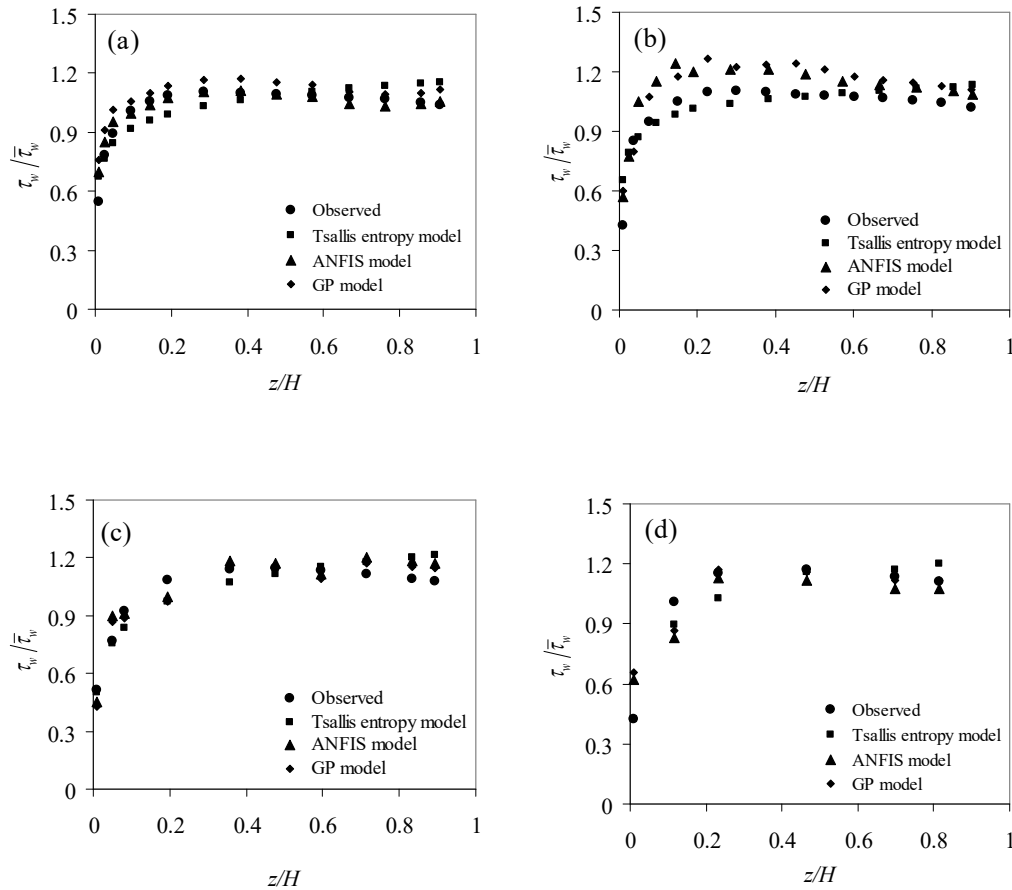 (a)
1.5
1.2
0.9
0.6
0.3
0
τw /τ̄w
Observed
Tsallis entropy model
ANFIS model
GP model
0 0.2 0.4 0.6 0.8 1
z/H
(b)
1.5
1.2
0.9
0.6
0.3
0
τw /τ̄w
Observed
Tsallis entropy model
ANFIS model
GP model
0 0.2 0.4 0.6 0.8 1
z/H
(c)
1.5
1.2
0.9
0.6
0.3
0
τw /τ̄w
Observed
Tsallis entropy model
ANFIS model
GP model
0 0.2 0.4 0.6 0.8 1
z/H
(d)
1.5
1.2
0.9
0.6
0.3
0
τw /τ̄w
Observed
Tsallis entropy model
ANFIS model
GP model
0 0.2 0.4 0.6 0.8 1
z/H